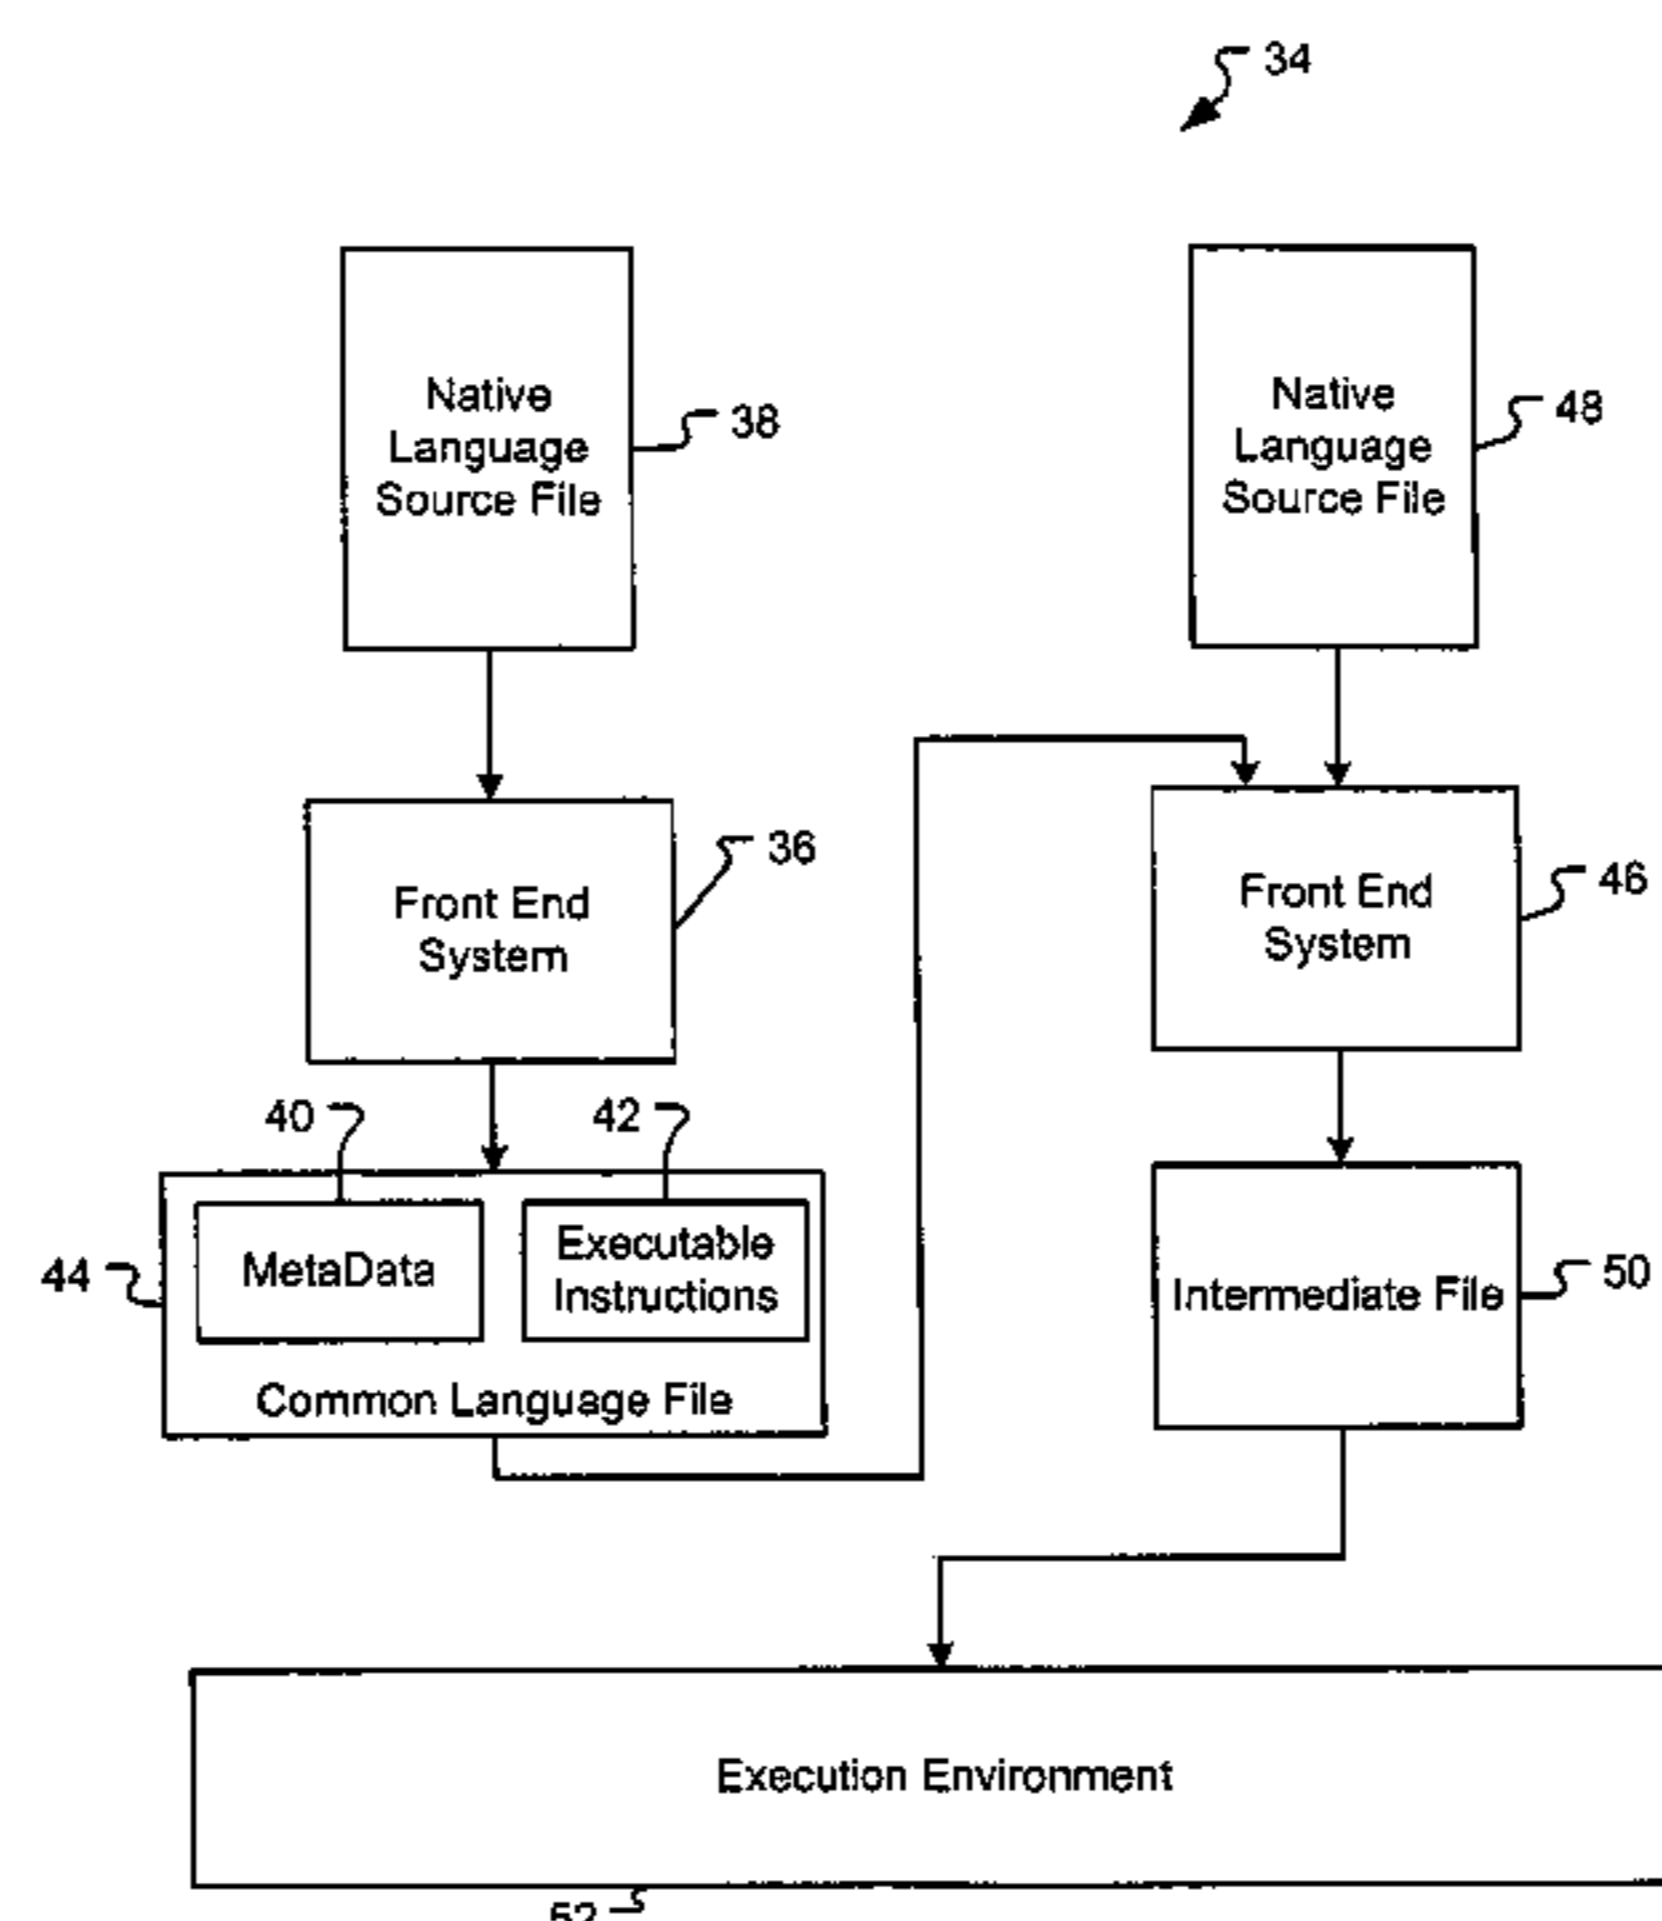 34
Native
Language
Source File
38
Native
Language
Source File
48
Front End
System
36
Front End
System
46
40
42
MetaData
Executable
Instructions
44
Common Language File
Intermediate File
50
Execution Environment
52